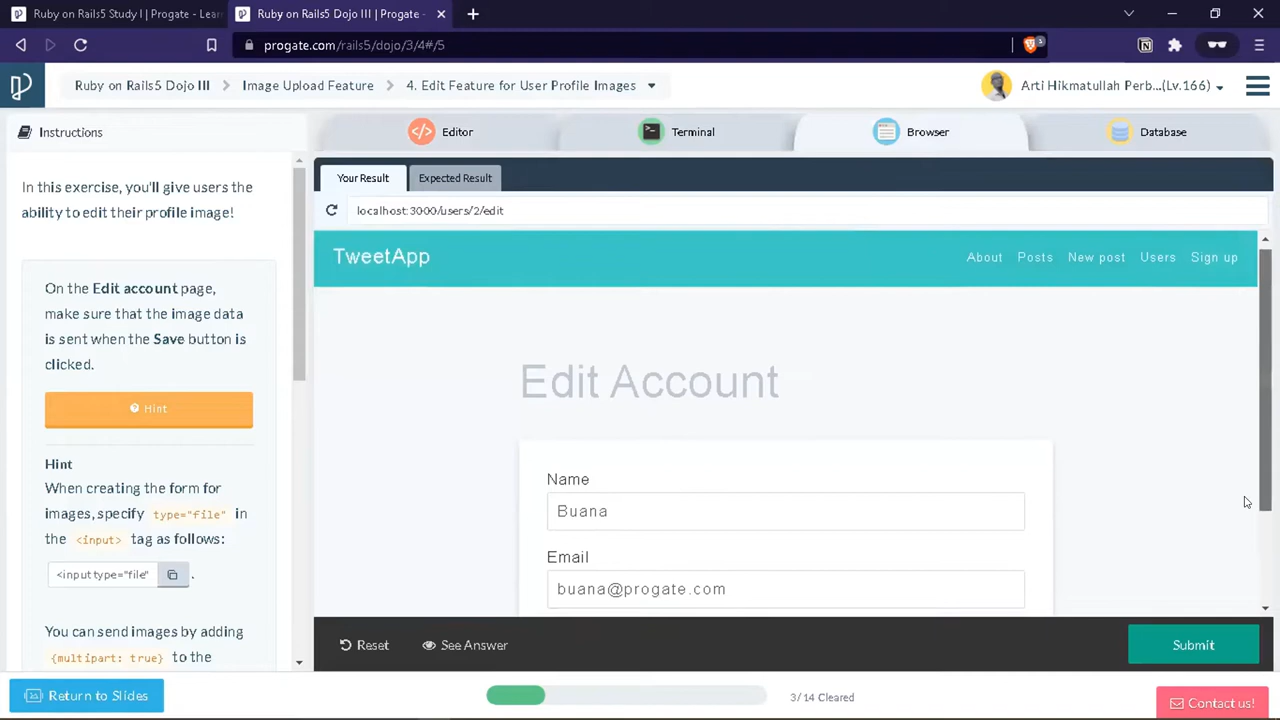 Ruby on Rails5 Study I | Progate - Lear
Ruby on Rails5 Dojo III | Progate -
progate.com/rails5/dojo/3/4#/5
Ruby on Rails5 Dojo III
Image Upload Feature
4. Edit Feature for User Profile Images
Arti Hikmatullah Perb...(Lv.166)
Instructions
Editor
Terminal
Browser
Database
In this exercise, you'll give users the
ability to edit their profile image!
On the Edit account page,
make sure that the image data
is sent when the Save button is
clicked.
Hint
Hint
When creating the form for
images, specify type="file" in
the <input> tag as follows:
<input type="file"
.
You can send images by adding
{multipart: true} to the
Your Result
Expected Result
localhost:3000/users/2/edit
TweetApp
About
Posts
New post
Users
Sign up
Edit Account
Name
Buana
Email
buana@progate.com
Reset
See Answer
Submit
Return to Slides
3/14 Cleared
Contact us!